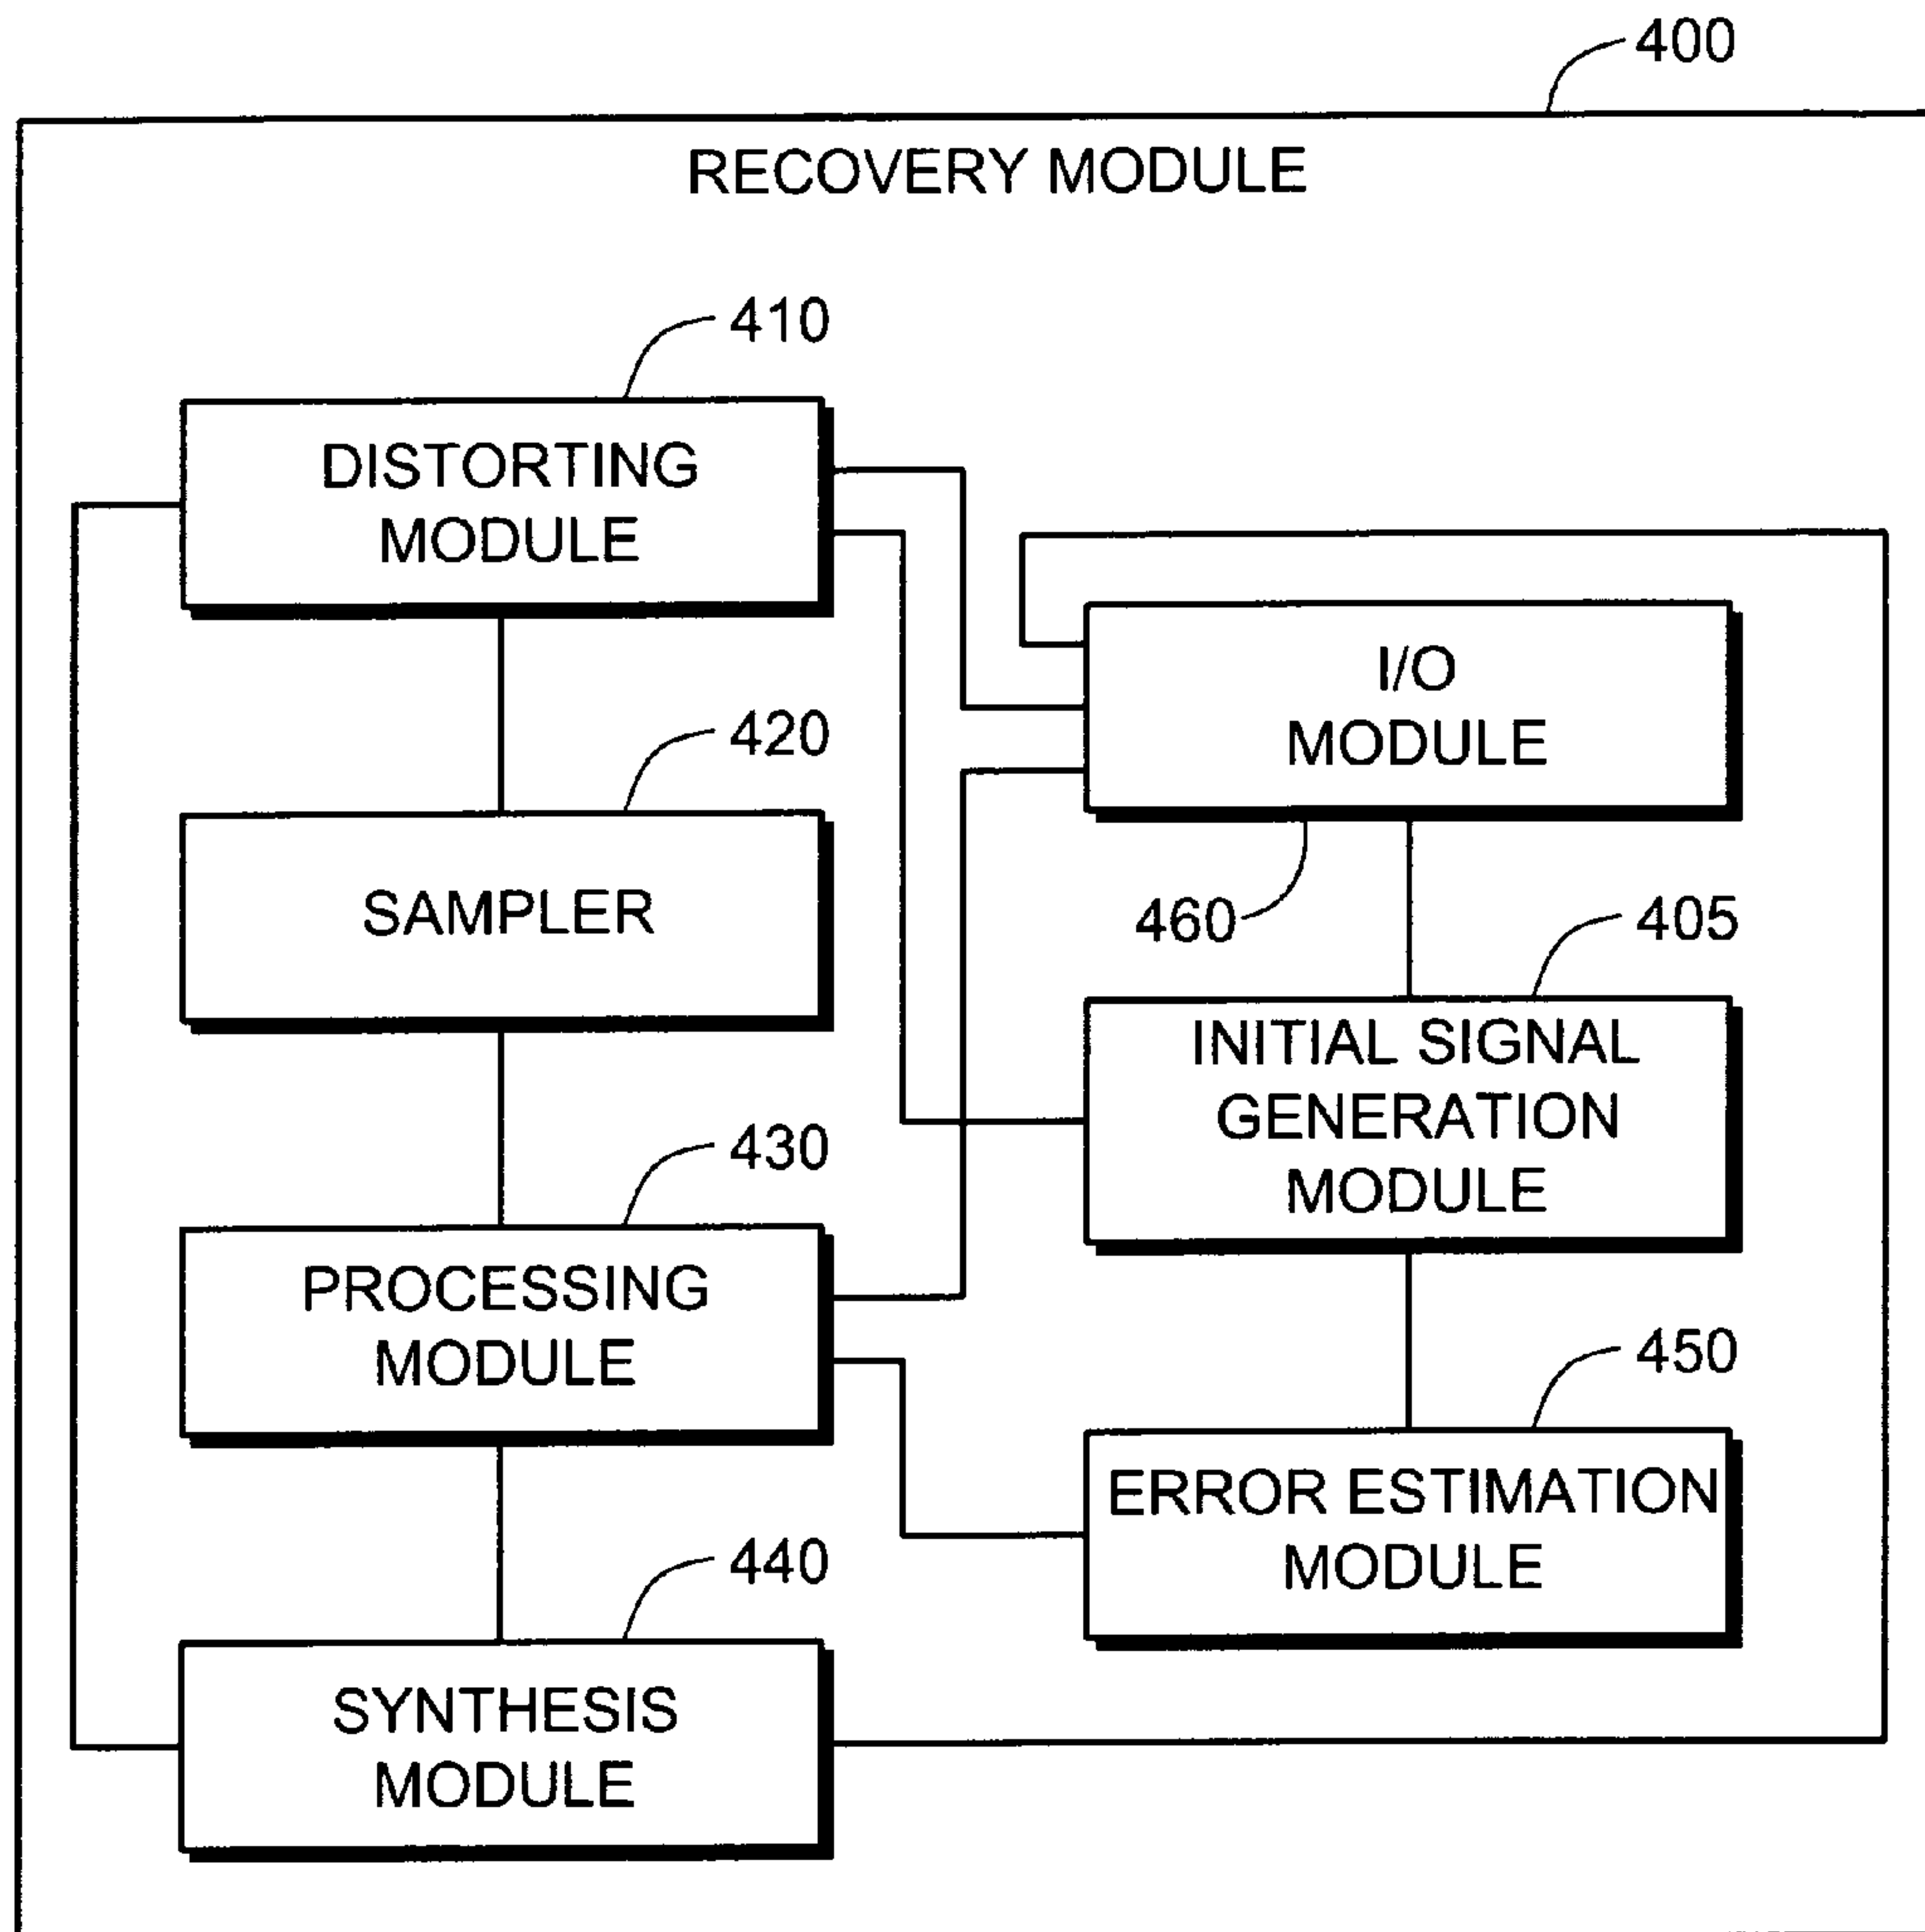 400
RECOVERY MODULE
410
DISTORTING
MODULE
I/O
MODULE
420
SAMPLER
460
405
INITIAL SIGNAL
GENERATION
MODULE
430
PROCESSING
MODULE
450
ERROR ESTIMATION
MODULE
440
SYNTHESIS
MODULE